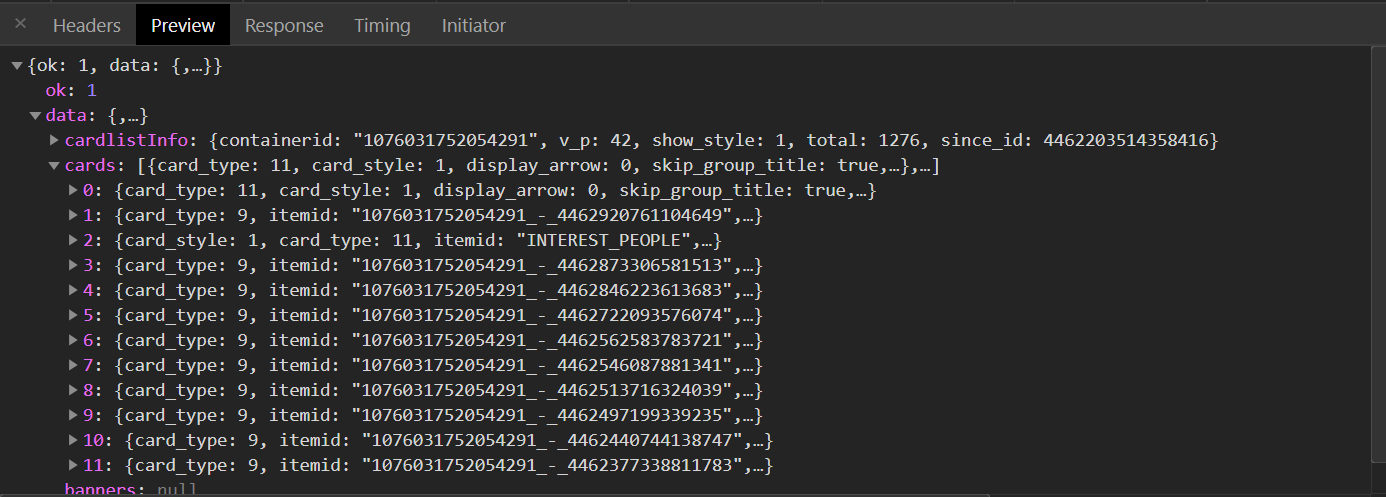 × Headers Preview Response Timing Initiator
▼{ok: 1, data: {,…}}
ok: 1
▼data: {,…}
▶cardlistInfo: {containerid: "1076031752054291", v_p: 42, show_style: 1, total: 1276, since_id: 4462203514358416}
▼cards: [{card_type: 11, card_style: 1, display_arrow: 0, skip_group_title: true,…},…]
▶0: {card_type: 11, card_style: 1, display_arrow: 0, skip_group_title: true,…}
▶1: {card_type: 9, itemid: "1076031752054291_-_4462920761104649",…}
▶2: {card_style: 1, card_type: 11, itemid: "INTEREST_PEOPLE",…}
▶3: {card_type: 9, itemid: "1076031752054291_-_4462873306581513",…}
▶4: {card_type: 9, itemid: "1076031752054291_-_4462846223613683",…}
▶5: {card_type: 9, itemid: "1076031752054291_-_4462722093576074",…}
▶6: {card_type: 9, itemid: "1076031752054291_-_4462562583783721",…}
▶7: {card_type: 9, itemid: "1076031752054291_-_4462546087881341",…}
▶8: {card_type: 9, itemid: "1076031752054291_-_4462513716324039",…}
▶9: {card_type: 9, itemid: "1076031752054291_-_4462497199339235",…}
▶10: {card_type: 9, itemid: "1076031752054291_-_4462440744138747",…}
▶11: {card_type: 9, itemid: "1076031752054291_-_4462377338811783",…}
banners: null